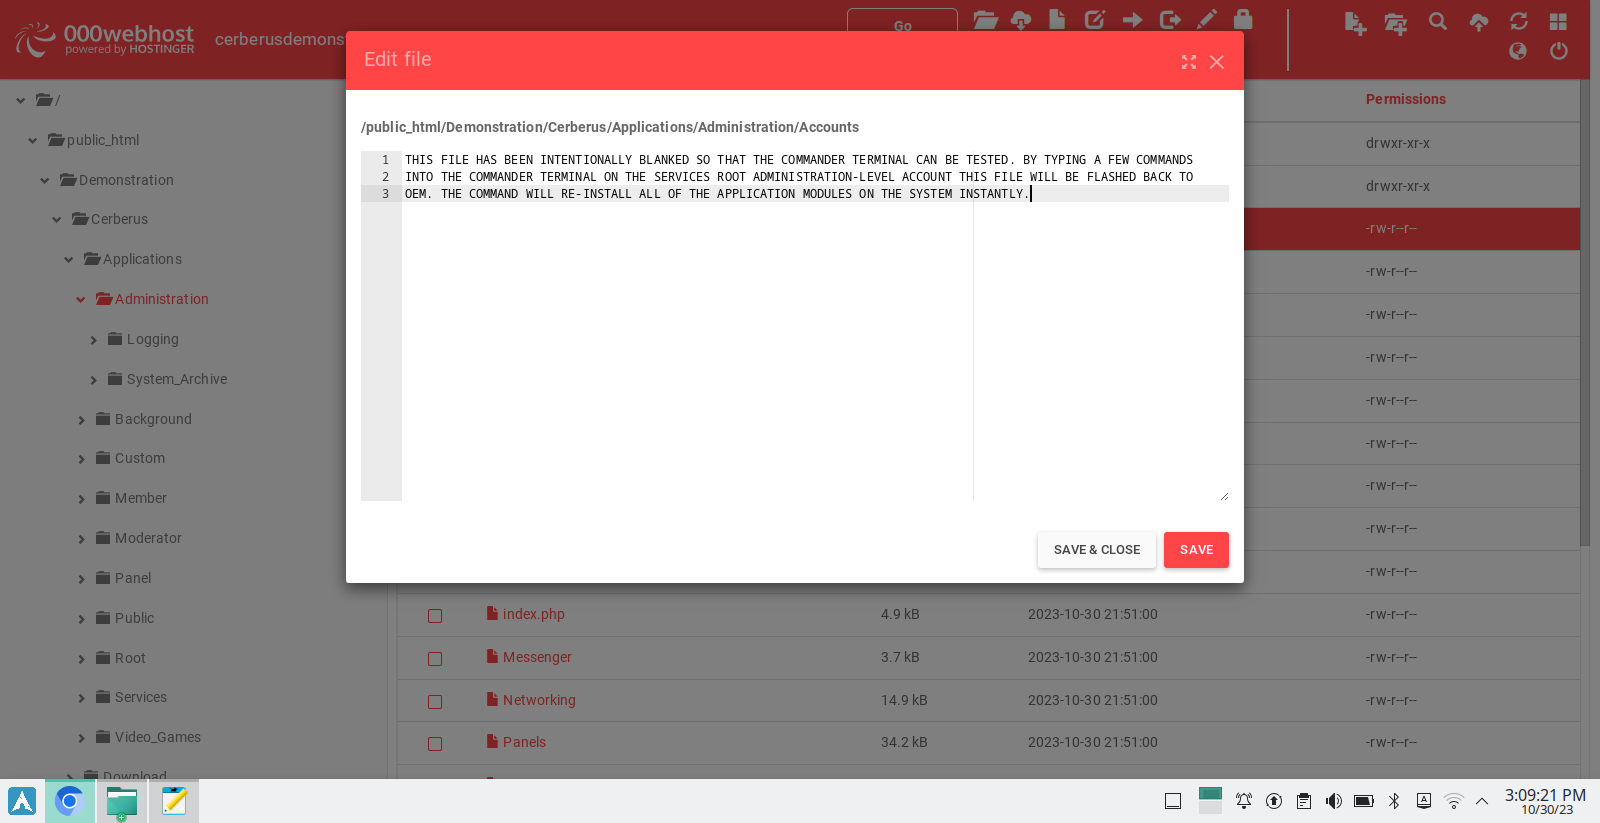 000webhost
powered by HOSTINGER
cerberusdemons
Go
Edit file
/public_html/Demonstration/Cerberus/Applications/Administration/Accounts
1 THIS FILE HAS BEEN INTENTIONALLY BLANKED SO THAT THE COMMANDER TERMINAL CAN BE TESTED. BY TYPING A FEW COMMANDS
2 INTO THE COMMANDER TERMINAL ON THE SERVICES ROOT ADMINISTRATION-LEVEL ACCOUNT THIS FILE WILL BE FLASHED BACK TO
3 OEM. THE COMMAND WILL RE-INSTALL ALL OF THE APPLICATION MODULES ON THE SYSTEM INSTANTLY.
SAVE & CLOSE
SAVE
/
public_html
Demonstration
Cerberus
Applications
Administration
Logging
System_Archive
Background
Custom
Member
Moderator
Panel
Public
Root
Services
Video_Games
Download
Permissions
drwxr-xr-x
drwxr-xr-x
-rw-r--r--
-rw-r--r--
-rw-r--r--
-rw-r--r--
-rw-r--r--
-rw-r--r--
-rw-r--r--
-rw-r--r--
-rw-r--r--
index.php 4.9 kB 2023-10-30 21:51:00 -rw-r--r--
Messenger 3.7 kB 2023-10-30 21:51:00 -rw-r--r--
Networking 14.9 kB 2023-10-30 21:51:00 -rw-r--r--
Panels 34.2 kB 2023-10-30 21:51:00 -rw-r--r--
3:09:21 PM
10/30/23